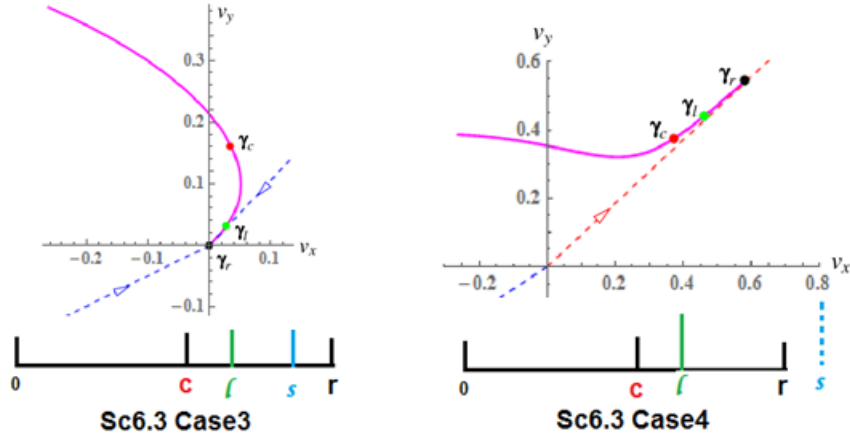 v_y
0.3
0.2
γ_c
0.1
γ_l
−0.2
−0.1
γ_r
0.1
v_x
−0.1
0
c
l
s
r
Sc6.3 Case3
v_y
0.6
γ_r
γ_l
γ_c
0.4
0.2
−0.2
0.2
0.4
0.6
0.8
v_x
0
c
l
r
s
Sc6.3 Case4